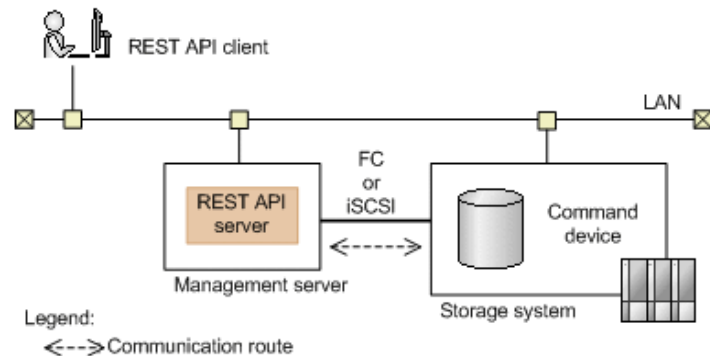 REST API client
LAN
FC
or
iSCSI
REST API
server
Command
device
Management server
Storage system
Legend:
Communication route